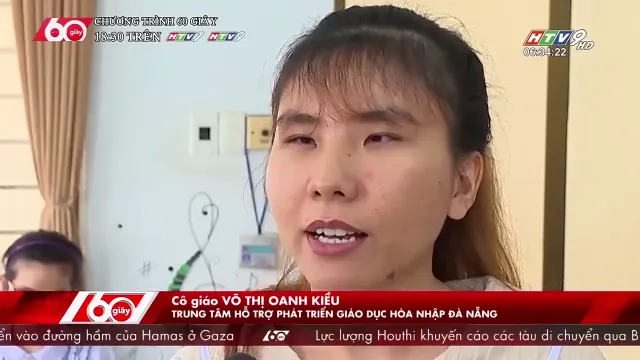 60 giây
CHƯƠNG TRÌNH 60 GIÂY
18:30 TRÊN HTV7 HTV9
HTV9 HD
06:34:22
60 giây
Cô giáo VÕ THỊ OANH KIỀU
TRUNG TÂM HỖ TRỢ PHÁT TRIỂN GIÁO DỤC HÒA NHẬP ĐÀ NẴNG
ển vào đường hầm của Hamas ở Gaza 60 giây Lực lượng Houthi khuyến cáo các tàu di chuyển qua B